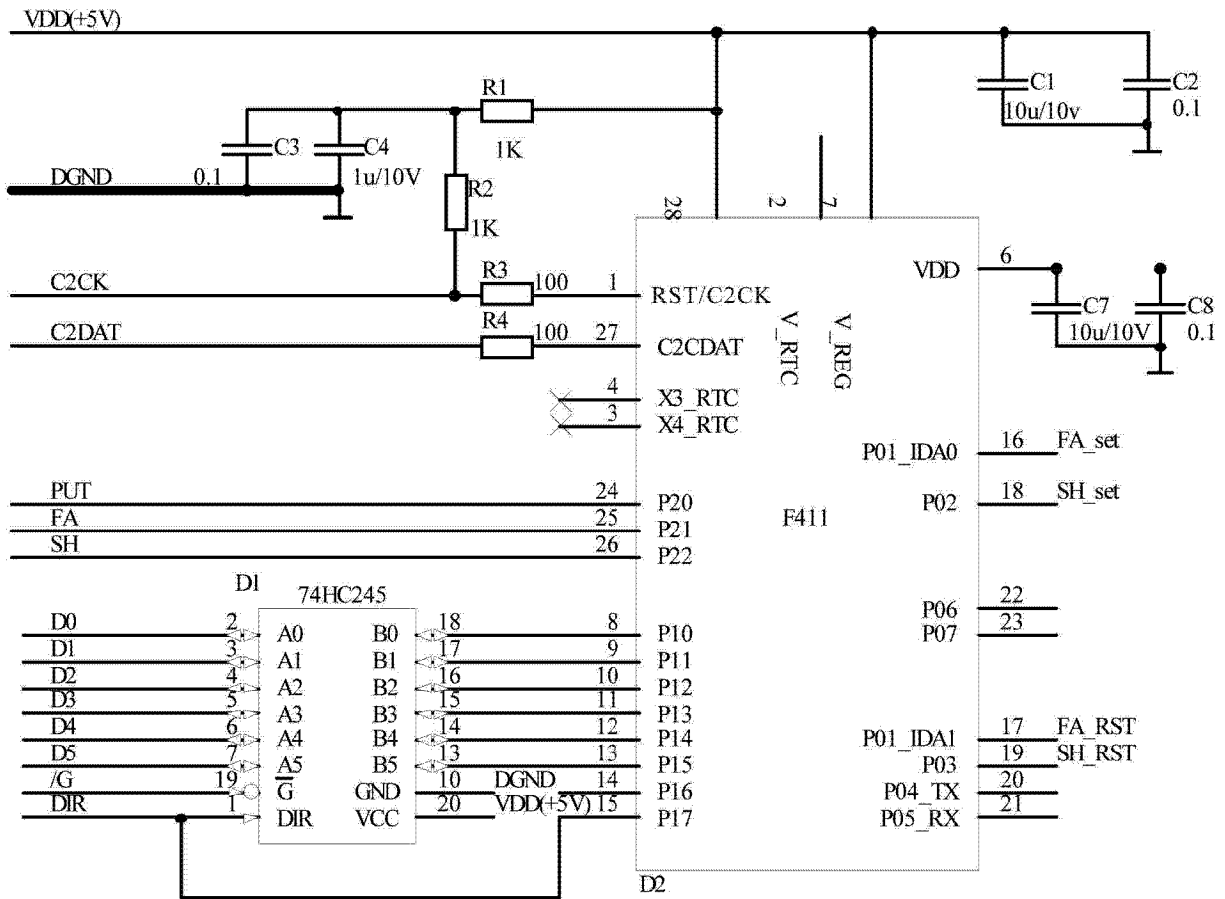 VDD(+5V)
R1
1K
C1
10u/10v
C2
0.1
C3
0.1
C4
1u/10V
DGND
R2
1K
28
2
7
VDD
6
C7
10u/10V
C8
0.1
C2CK
R3
100
1
RST/C2CK
C2DAT
R4
100
27
C2CDAT
V_RTC
V_REG
4
X3_RTC
3
X4_RTC
P01_IDA0
16
FA_set
PUT
24
P20
P02
18
SH_set
FA
25
P21
F411
SH
26
P22
D1
74HC245
P06
22
D0
2
A0
B0
18
8
P10
P07
23
D1
3
A1
B1
17
9
P11
D2
4
A2
B2
16
10
P12
D3
5
A3
B3
15
11
P13
D4
6
A4
B4
14
12
P14
P01_IDA1
17
FA_RST
D5
7
A5
B5
13
13
P15
P03
19
SH_RST
/G
19
G
GND
10
DGND
14
P16
P04_TX
20
DIR
1
DIR
VCC
20
VDD(+5V)
15
P17
P05_RX
21
D2